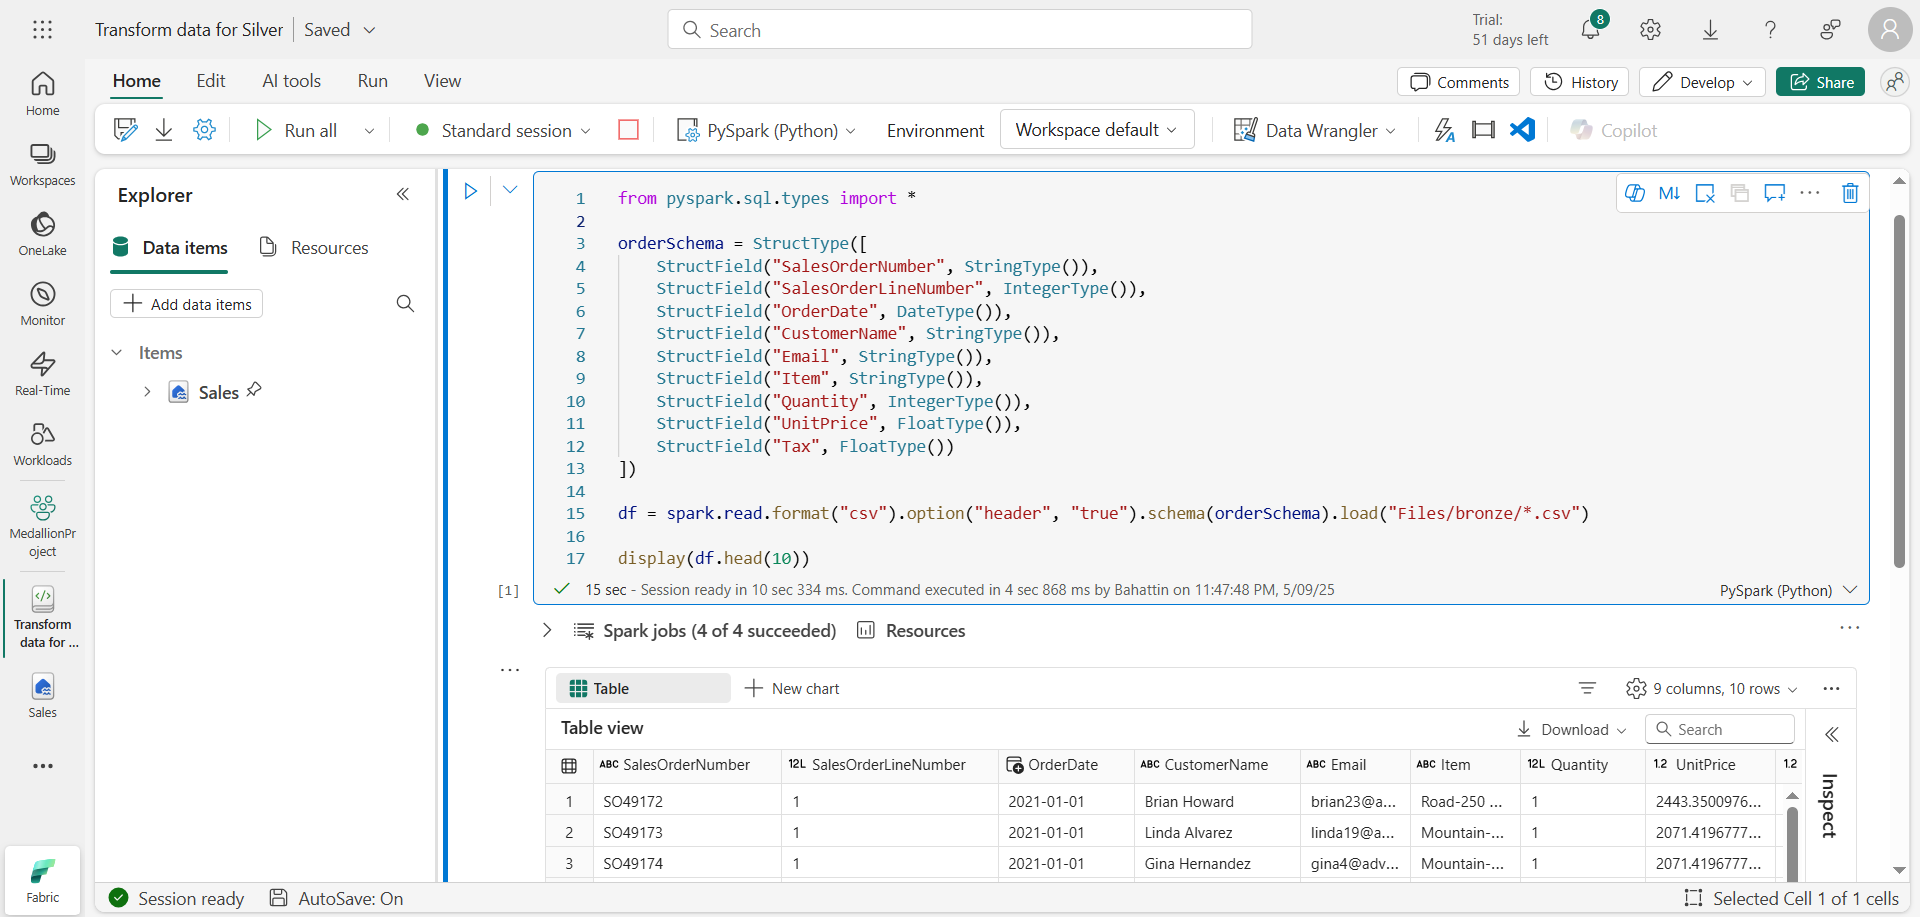 Transform data for Silver
Saved
Search
Trial:
51 days left
8
Home
Edit
AI tools
Run
View
Comments
History
Develop
Share
Run all
Standard session
PySpark (Python)
Environment
Workspace default
Data Wrangler
Copilot
Home
Workspaces
OneLake
Monitor
Real-Time
Workloads
MedallionPr
oject
Transform
data for ...
Sales
Fabric
Explorer
Data items
Resources
Add data items
Items
Sales
M↓
1 from pyspark.sql.types import *
2
3 orderSchema = StructType([
4 StructField("SalesOrderNumber", StringType()),
5 StructField("SalesOrderLineNumber", IntegerType()),
6 StructField("OrderDate", DateType()),
7 StructField("CustomerName", StringType()),
8 StructField("Email", StringType()),
9 StructField("Item", StringType()),
10 StructField("Quantity", IntegerType()),
11 StructField("UnitPrice", FloatType()),
12 StructField("Tax", FloatType())
13 ])
14
15 df = spark.read.format("csv").option("header", "true").schema(orderSchema).load("Files/bronze/*.csv")
16
17 display(df.head(10))
[1] 15 sec - Session ready in 10 sec 334 ms. Command executed in 4 sec 868 ms by Bahattin on 11:47:48 PM, 5/09/25
PySpark (Python)
Spark jobs (4 of 4 succeeded)
Resources
Table
New chart
9 columns, 10 rows
Table view
Download
Search
Inspect
ABC SalesOrderNumber 12L SalesOrderLineNumber OrderDate ABC CustomerName ABC Email ABC Item 12L Quantity 1.2 UnitPrice 1.2
1 SO49172 1 2021-01-01 Brian Howard brian23@a... Road-250 ... 1 2443.3500976...
2 SO49173 1 2021-01-01 Linda Alvarez linda19@a... Mountain-... 1 2071.4196777...
3 SO49174 1 2021-01-01 Gina Hernandez gina4@adv... Mountain-... 1 2071.4196777...
Session ready
AutoSave: On
Selected Cell 1 of 1 cells